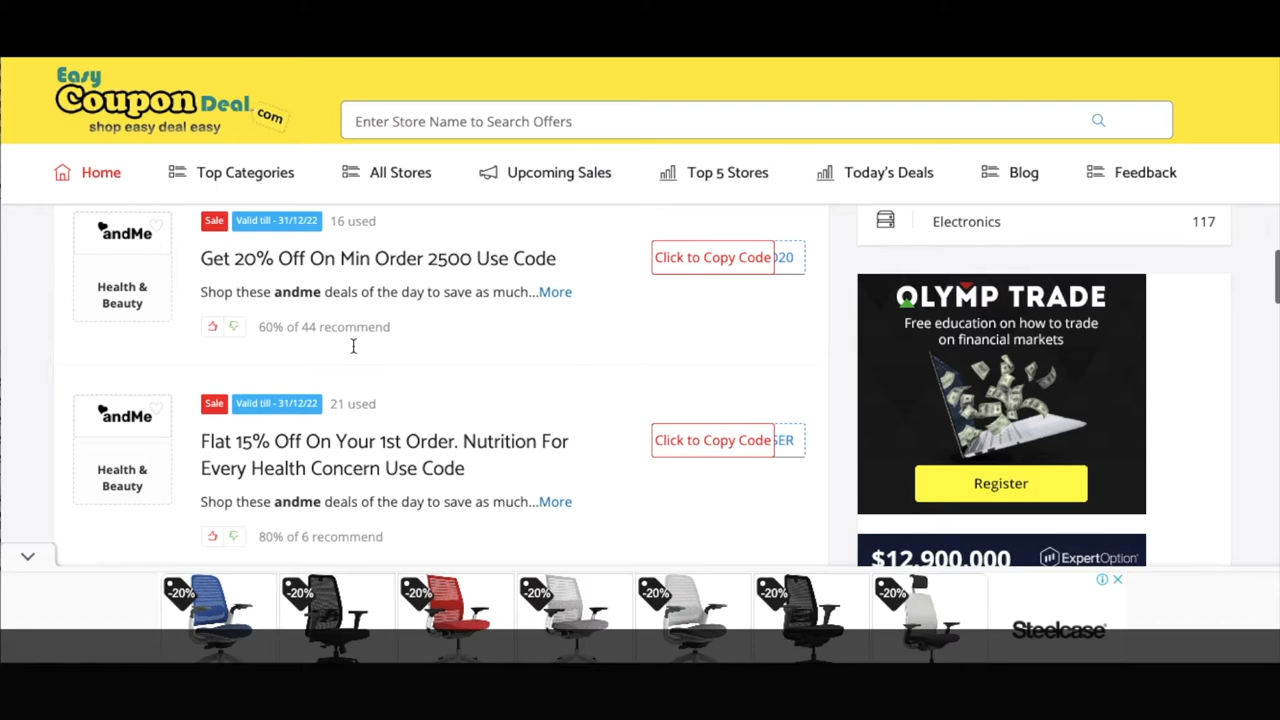 Easy
Coupon Deal .com
shop easy deal easy
Enter Store Name to Search Offers
Home
Top Categories
All Stores
Upcoming Sales
Top 5 Stores
Today's Deals
Blog
Feedback
andMe
Health &
Beauty
Sale Valid till - 31/12/22 16 used
Get 20% Off On Min Order 2500 Use Code
Shop these andme deals of the day to save as much...More
60% of 44 recommend
Click to Copy Code 20
andMe
Health &
Beauty
Sale Valid till - 31/12/22 21 used
Flat 15% Off On Your 1st Order. Nutrition For
Every Health Concern Use Code
Shop these andme deals of the day to save as much...More
80% of 6 recommend
Click to Copy Code ER
Electronics 117
OLYMP TRADE
Free education on how to trade
on financial markets
Register
$12,900,000 ExpertOption
-20% -20% -20% -20% -20% -20% -20%
Steelcase